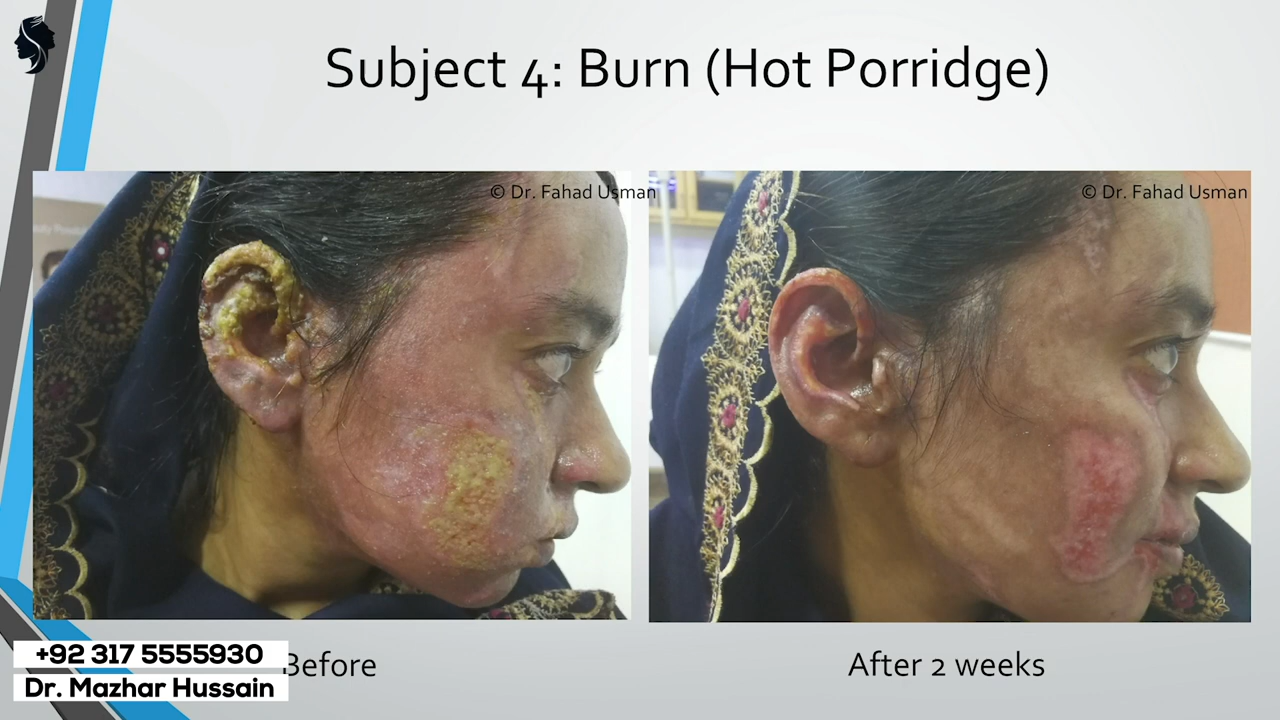 Subject 4: Burn (Hot Porridge)
© Dr. Fahad Usman
© Dr. Fahad Usman
Before
After 2 weeks
+92 317 5555930
Dr. Mazhar Hussain